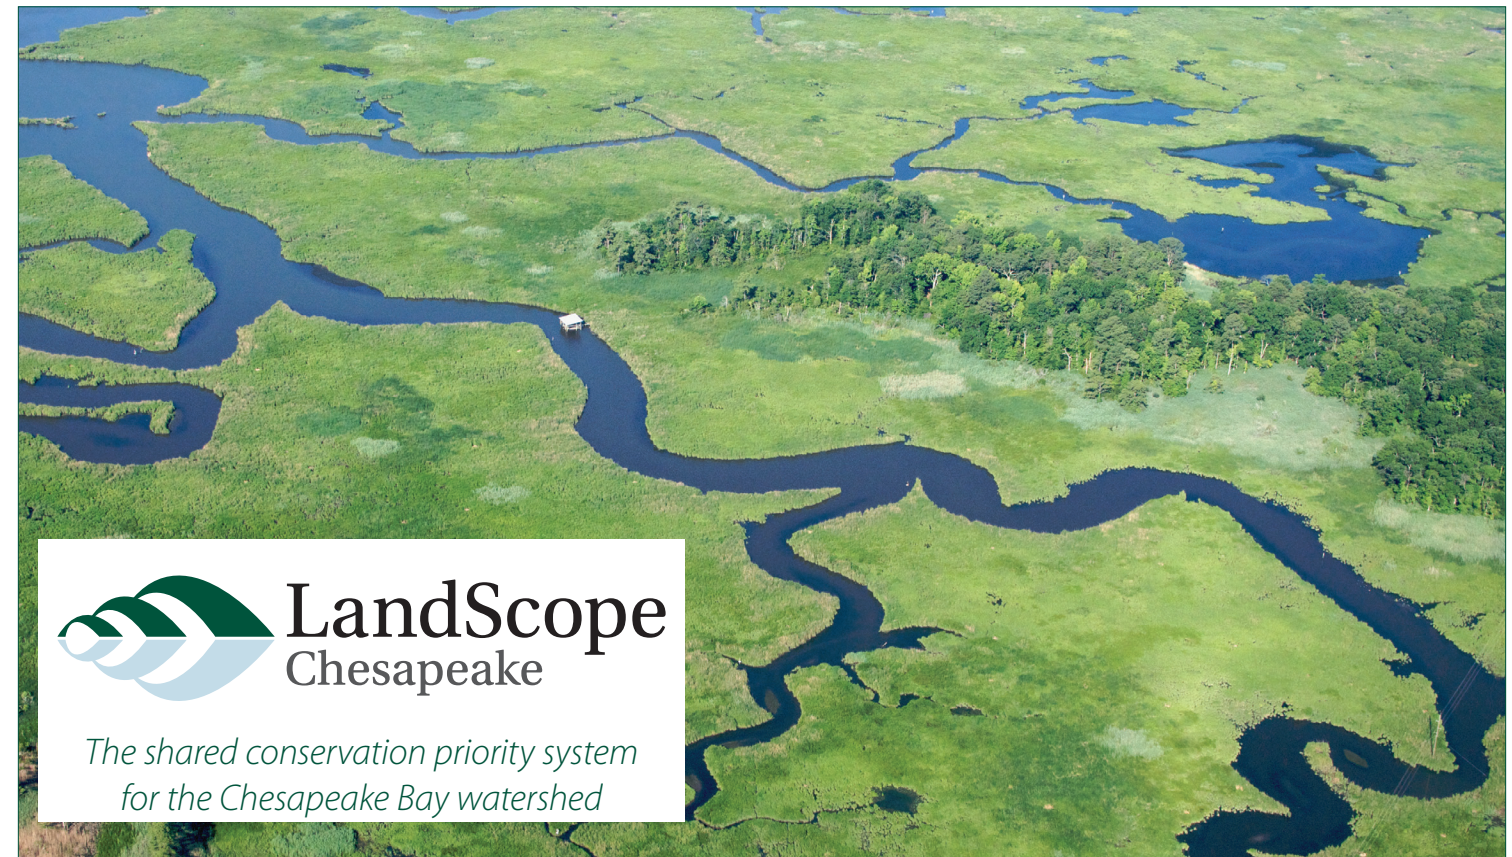 LandScope
Chesapeake
The shared conservation priority system
for the Chesapeake Bay watershed